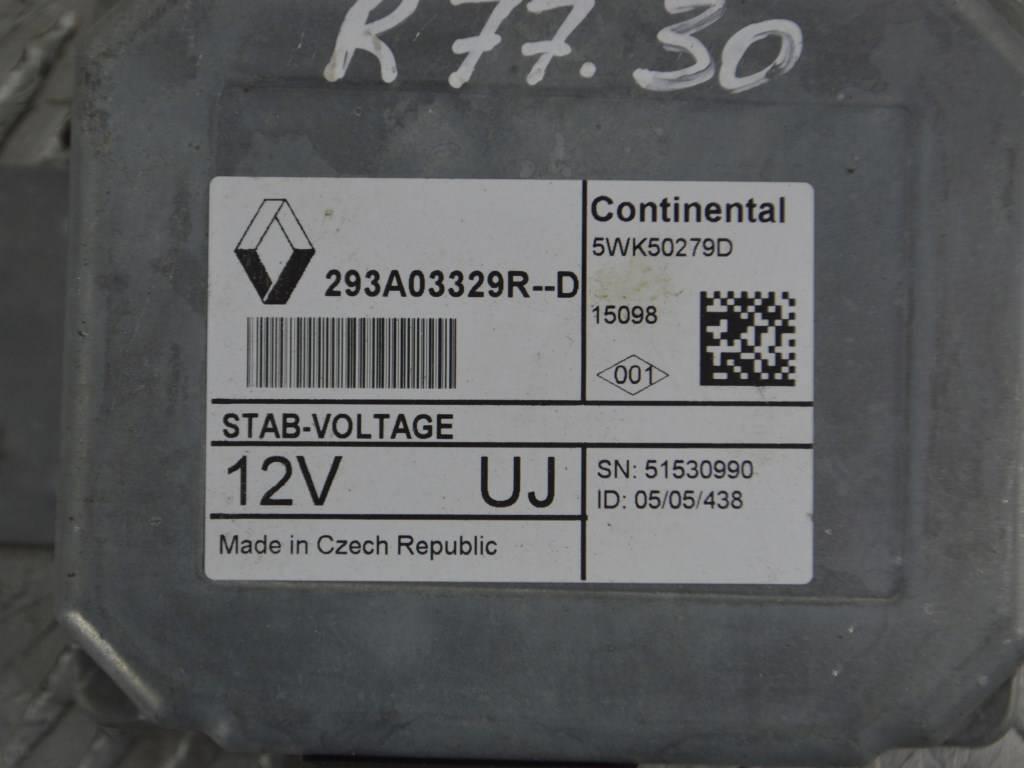 R77.30
293A03329R--D
Continental
5WK50279D
15098
001
STAB-VOLTAGE
12V UJ
SN: 51530990
ID: 05/05/438
Made in Czech Republic